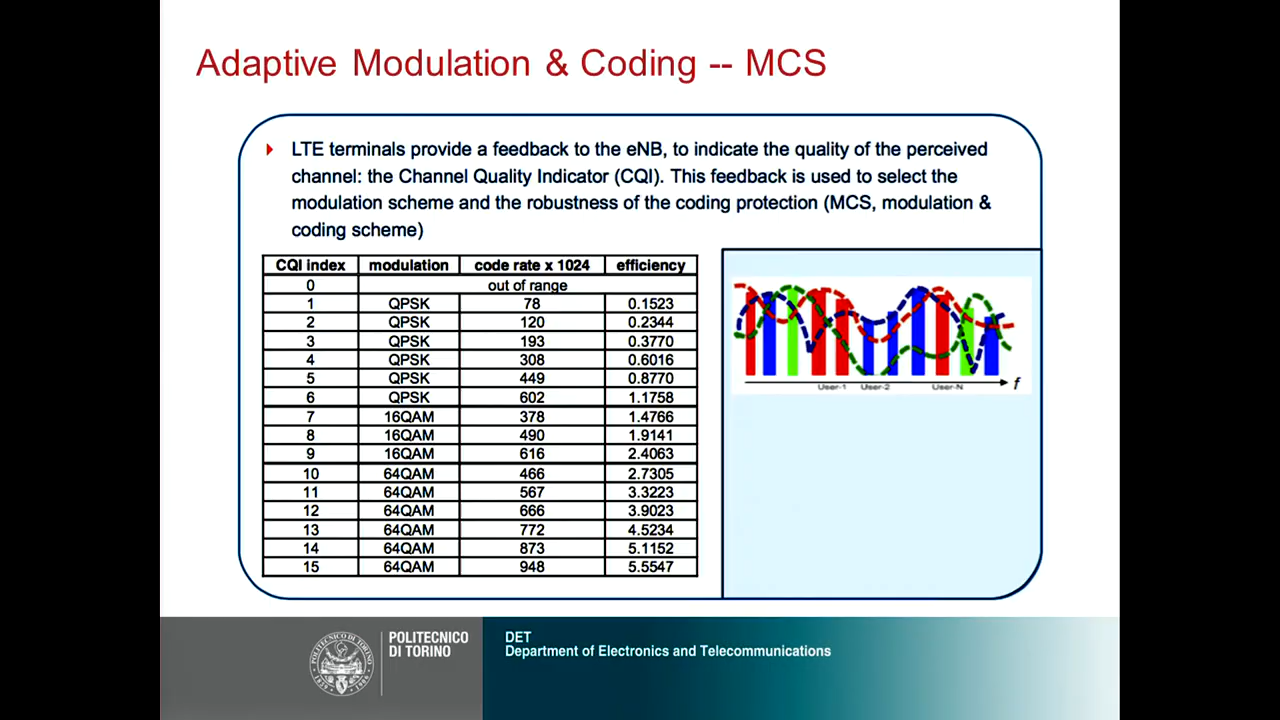 Adaptive Modulation & Coding -- MCS
LTE terminals provide a feedback to the eNB, to indicate the quality of the perceived
channel: the Channel Quality Indicator (CQI). This feedback is used to select the
modulation scheme and the robustness of the coding protection (MCS, modulation &
coding scheme)
CQI index modulation code rate x 1024 efficiency
0 out of range
1 QPSK 78 0.1523
2 QPSK 120 0.2344
3 QPSK 193 0.3770
4 QPSK 308 0.6016
5 QPSK 449 0.8770
6 QPSK 602 1.1758
7 16QAM 378 1.4766
8 16QAM 490 1.9141
9 16QAM 616 2.4063
10 64QAM 466 2.7305
11 64QAM 567 3.3223
12 64QAM 666 3.9023
13 64QAM 772 4.5234
14 64QAM 873 5.1152
15 64QAM 948 5.5547
User-1 User-2 User-N f
POLITECNICO
DI TORINO
DET
Department of Electronics and Telecommunications